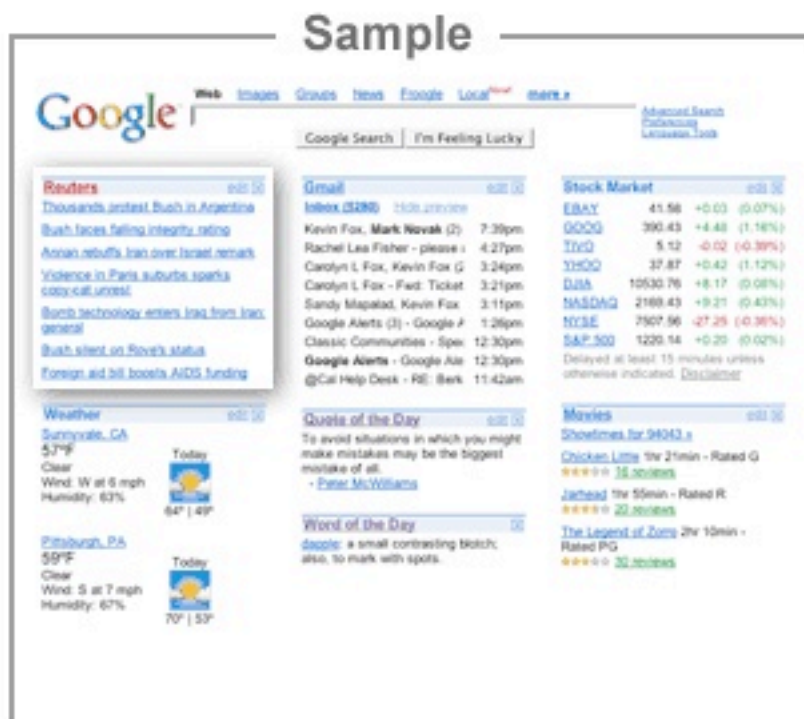 Sample
Google
Web Images Groups News Froogle Local New! more »
Advanced Search
Preferences
Language Tools
Google Search I'm Feeling Lucky
Reuters edit
Thousands protest Bush in Argentina
Bush faces falling integrity rating
Annan rebuffs Iran over Israel remark
Violence in Paris suburbs sparks
copy-cat unrest
Bomb technology enters Iraq from Iran:
general
Bush silent on Rove's status
Foreign aid bill boosts AIDS funding
Gmail edit
Inbox (5280) Hide preview
Kevin Fox, Mark Novak (2) 7:39pm
Rachel Lea Fisher - please 4:27pm
Carolyn L Fox, Kevin Fox (2 3:24pm
Carolyn L Fox - Fwd: Ticket 3:21pm
Sandy Mapalad, Kevin Fox 3:11pm
Google Alerts (3) - Google A 1:26pm
Classic Communities - Spec 12:30pm
Google Alerts - Google Ale 12:30pm
@Cal Help Desk - RE: Berk 11:42am
Stock Market edit
EBAY 41.56 +0.03 (0.07%)
GOOG 390.43 +4.48 (1.16%)
TIVO 5.12 -0.02 (-0.39%)
YHOO 37.87 +0.42 (1.12%)
DJIA 10530.76 +8.17 (0.08%)
NASDAQ 2169.43 +9.21 (0.43%)
NYSE 7507.56 -27.25 (-0.36%)
S&P 500 1220.14 +0.20 (0.02%)
Delayed at least 15 minutes unless
otherwise indicated. Disclaimer
Weather edit
Sunnyvale, CA
57°F
Clear
Wind: W at 6 mph
Humidity: 63%
Today
64° | 49°
Pittsburgh, PA
59°F
Clear
Wind: S at 7 mph
Humidity: 67%
Today
70° | 53°
Quote of the Day edit
To avoid situations in which you might
make mistakes may be the biggest
mistake of all.
- Peter McWilliams
Word of the Day
dapple: a small contrasting blotch;
also, to mark with spots.
Movies edit
Showtimes for 94043 »
Chicken Little 1hr 21min - Rated G
16 reviews
Jarhead 1hr 55min - Rated R
20 reviews
The Legend of Zorro 2hr 10min -
Rated PG
30 reviews